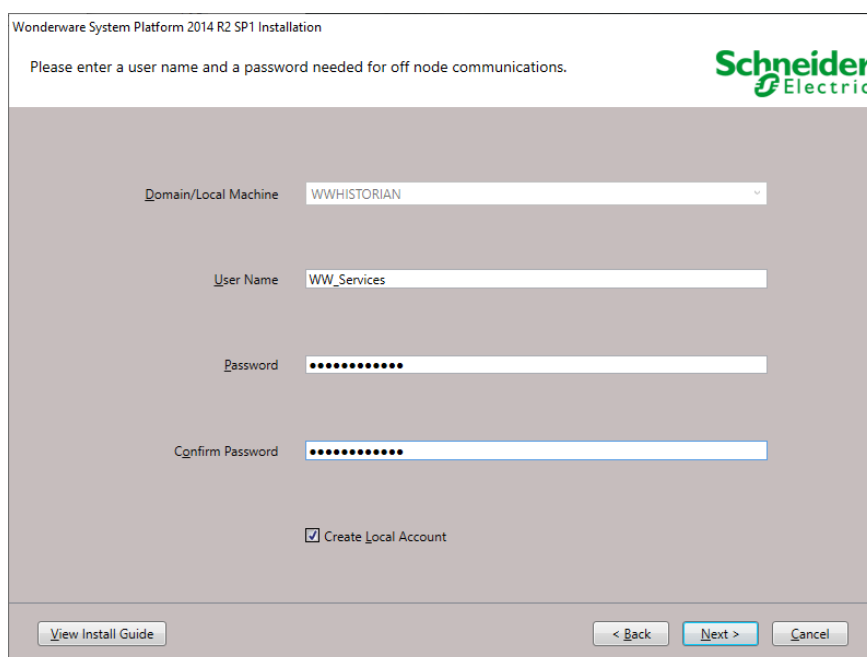 Wonderware System Platform 2014 R2 SP1 Installation
Please enter a user name and a password needed for off node communications.
Schneider
Electric
Domain/Local Machine WWHISTORIAN
User Name WW_Services
Password ●●●●●●●●●●●●
Confirm Password ●●●●●●●●●●●●
Create Local Account
View Install Guide < Back Next > Cancel